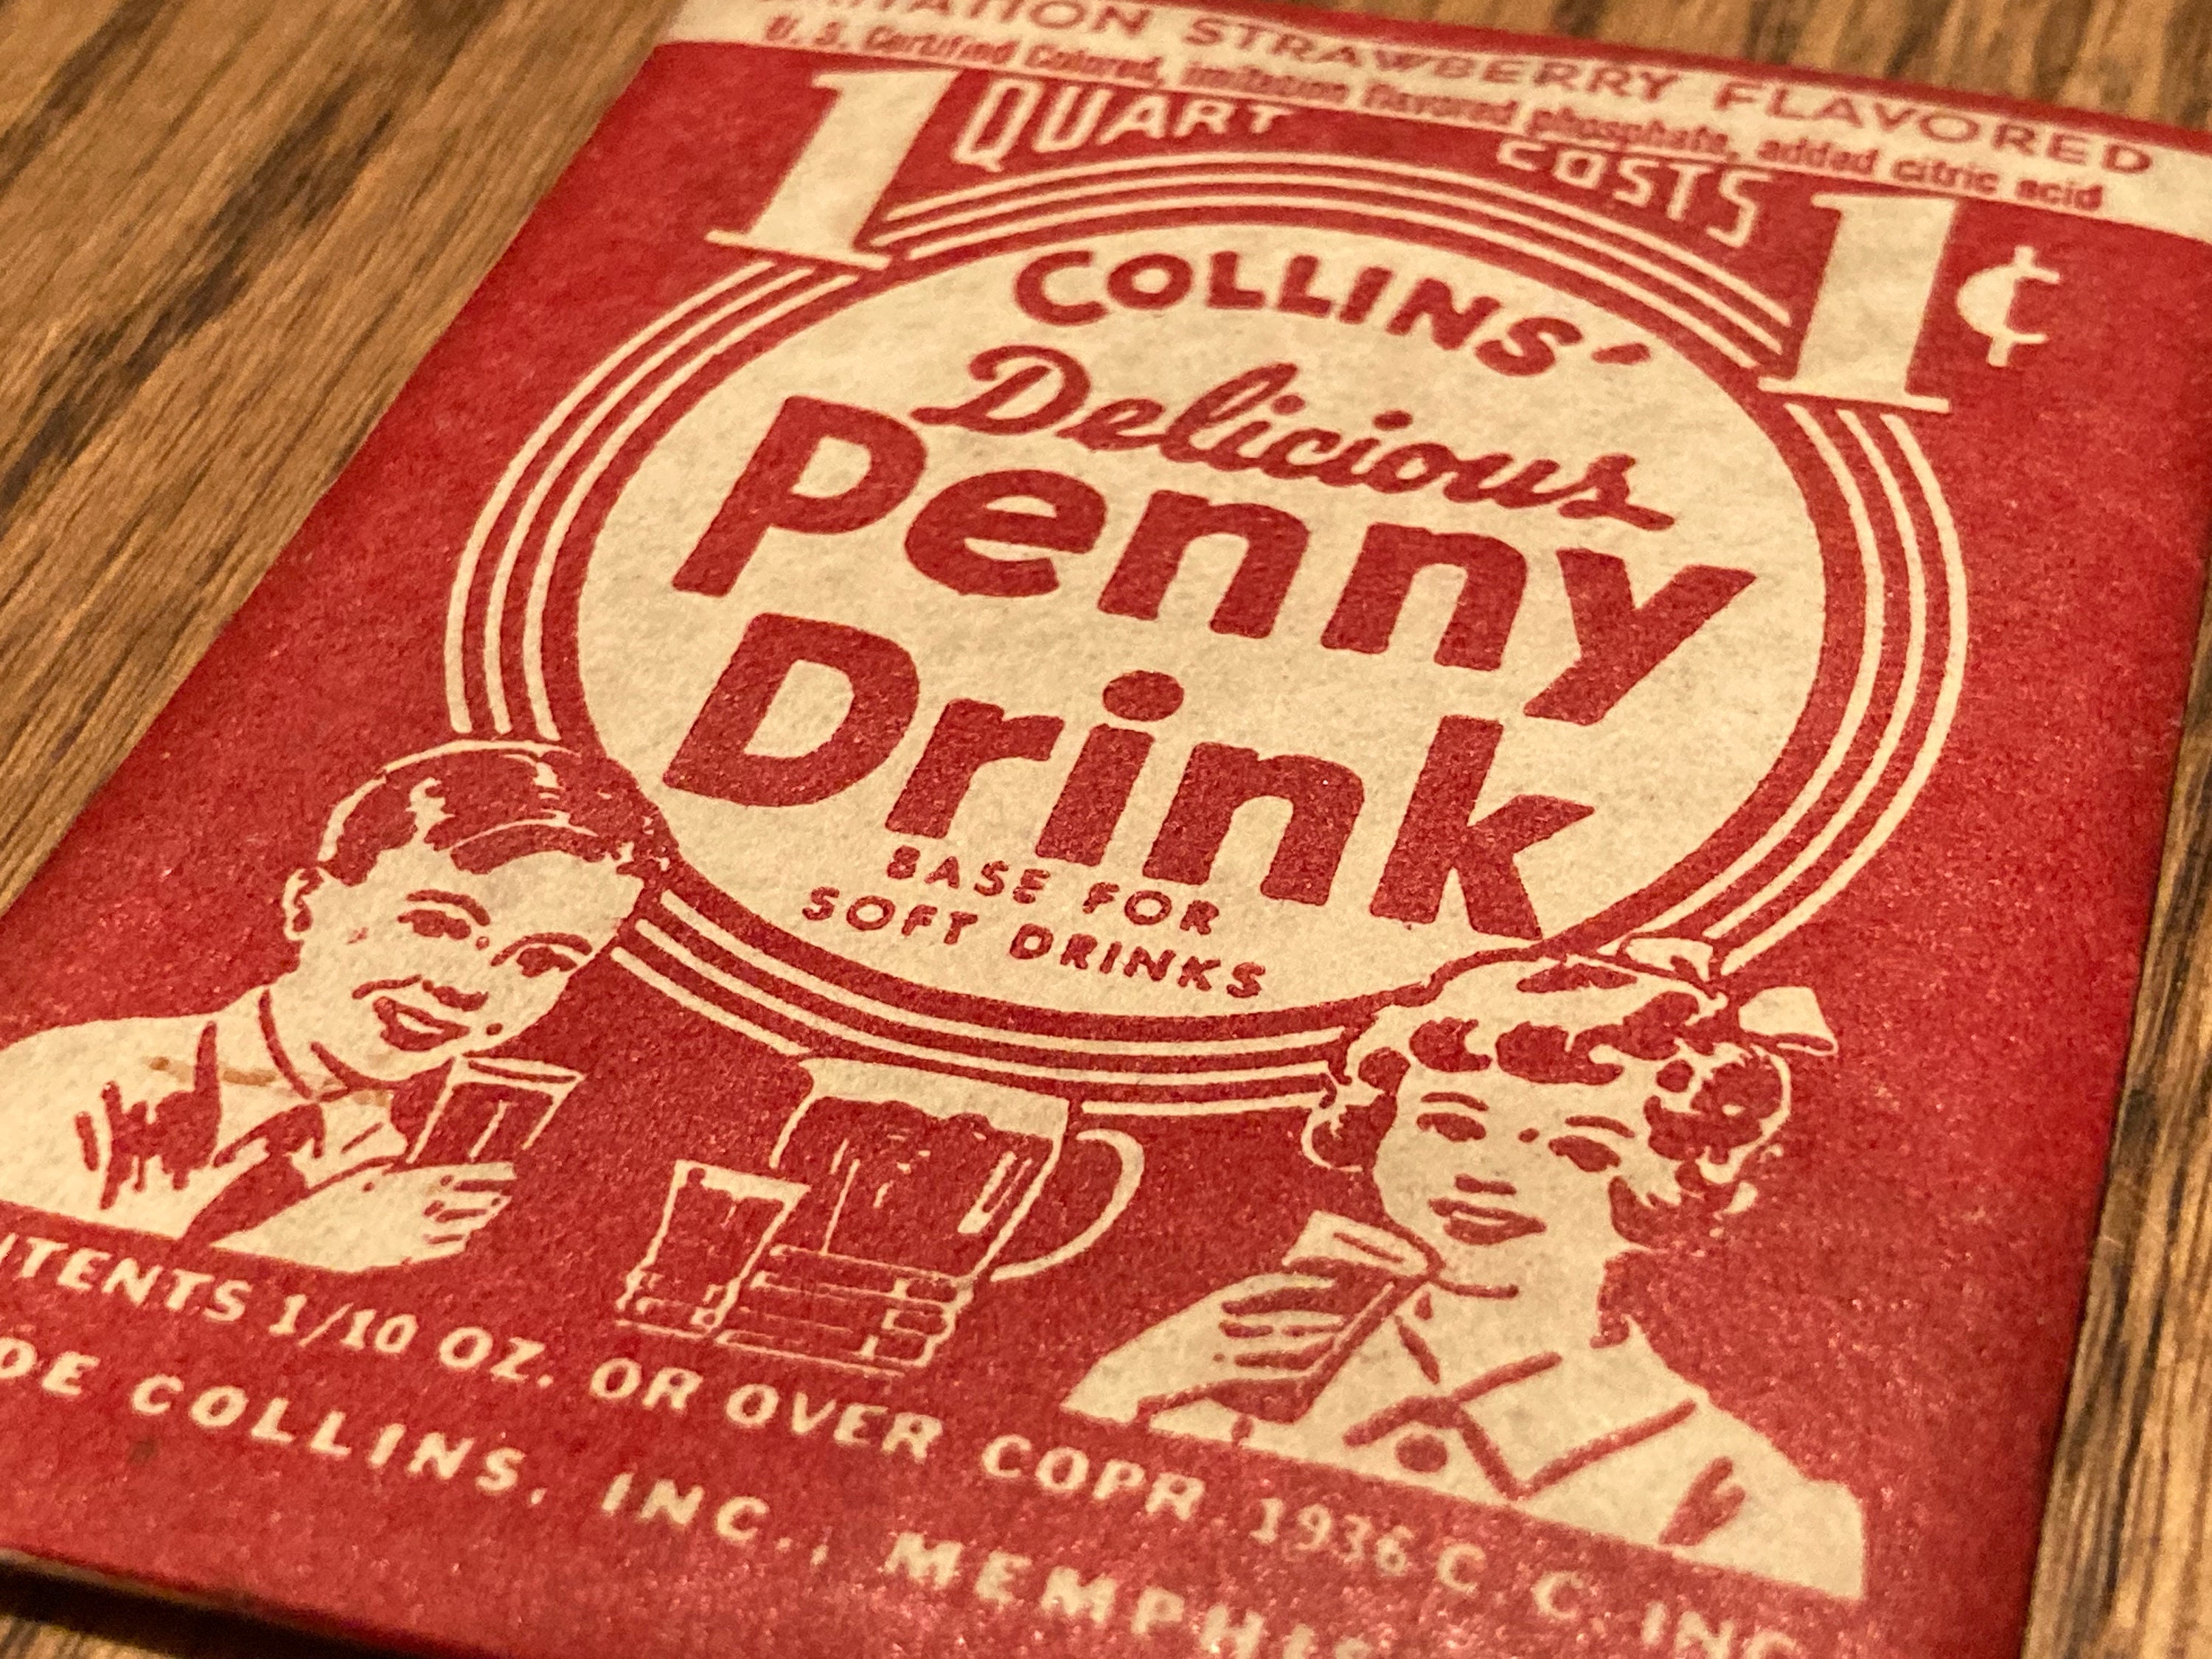 STRAWBERRY FLAVORED
U. S. Certified Colored, imitation flavored phosphate, added citric acid
1 QUART COSTS 1¢
COLLINS'
Delicious
Penny
Drink
BASE FOR
SOFT DRINKS
1/10 OZ. OR OVER COPR. 1936 C. C. INC
COLLINS, INC., MEMPHIS